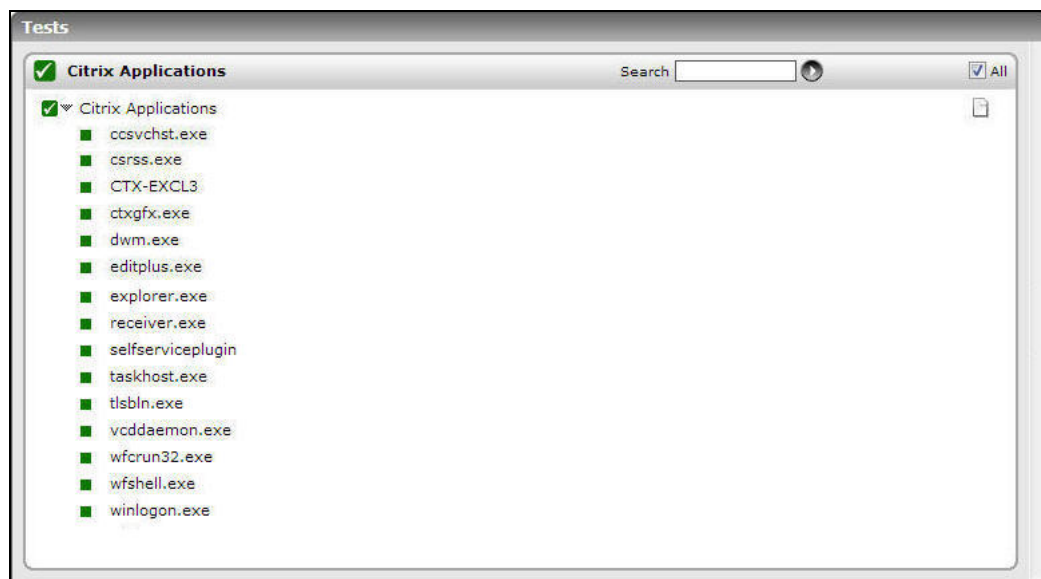 Tests
Citrix Applications Search All
Citrix Applications
ccsvchst.exe
csrss.exe
CTX-EXCL3
ctxgfx.exe
dwm.exe
editplus.exe
explorer.exe
receiver.exe
selfserviceplugin
taskhost.exe
tlsbln.exe
vcddaemon.exe
wfcrun32.exe
wfshell.exe
winlogon.exe